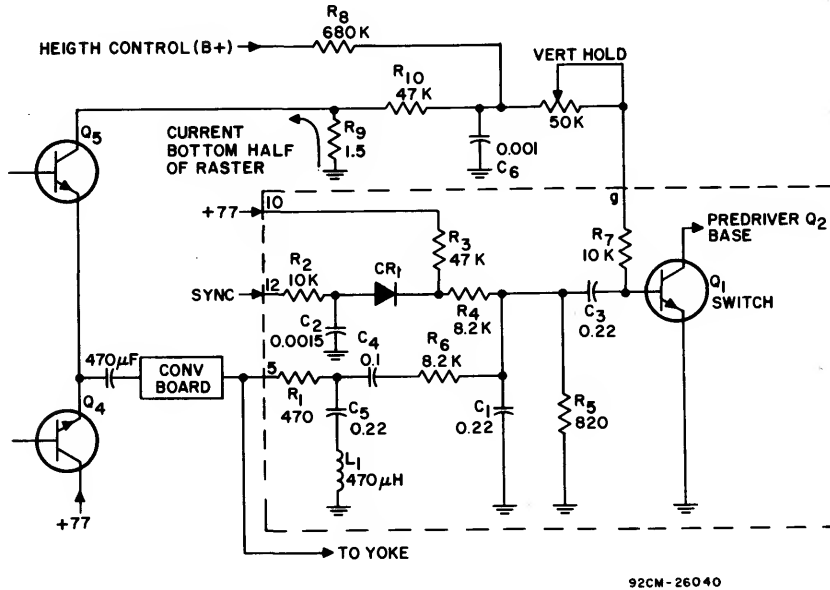 R8
680K
HEIGTH CONTROL (B+)
VERT HOLD
R10
47 K
50K
Q5
CURRENT
BOTTOM HALF
OF RASTER
R9
1.5
0.001
C6
+77
10
g
PREDRIVER Q2
BASE
R3
47 K
R7
10 K
R2
10K
CR1
SYNC
12
Q1
SWITCH
R4
8.2K
C3
0.22
C2
0.0015
C4
0.1
R6
8.2K
470µF
CONV
BOARD
5
R1
470
C5
0.22
C1
0.22
R5
820
Q4
L1
470µH
+77
TO YOKE
92CM-26040